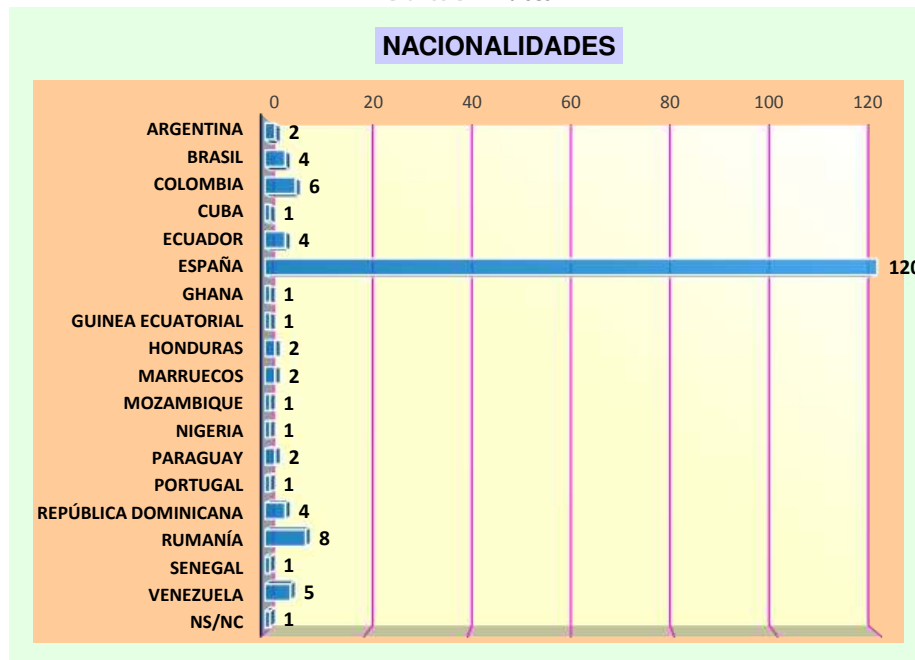 NACIONALIDADES
0 20 40 60 80 100 120
ARGENTINA 2
BRASIL 4
COLOMBIA 6
CUBA 1
ECUADOR 4
ESPAÑA 120
GHANA 1
GUINEA ECUATORIAL 1
HONDURAS 2
MARRUECOS 2
MOZAMBIQUE 1
NIGERIA 1
PARAGUAY 2
PORTUGAL 1
REPÚBLICA DOMINICANA 4
RUMANÍA 8
SENEGAL 1
VENEZUELA 5
NS/NC 1